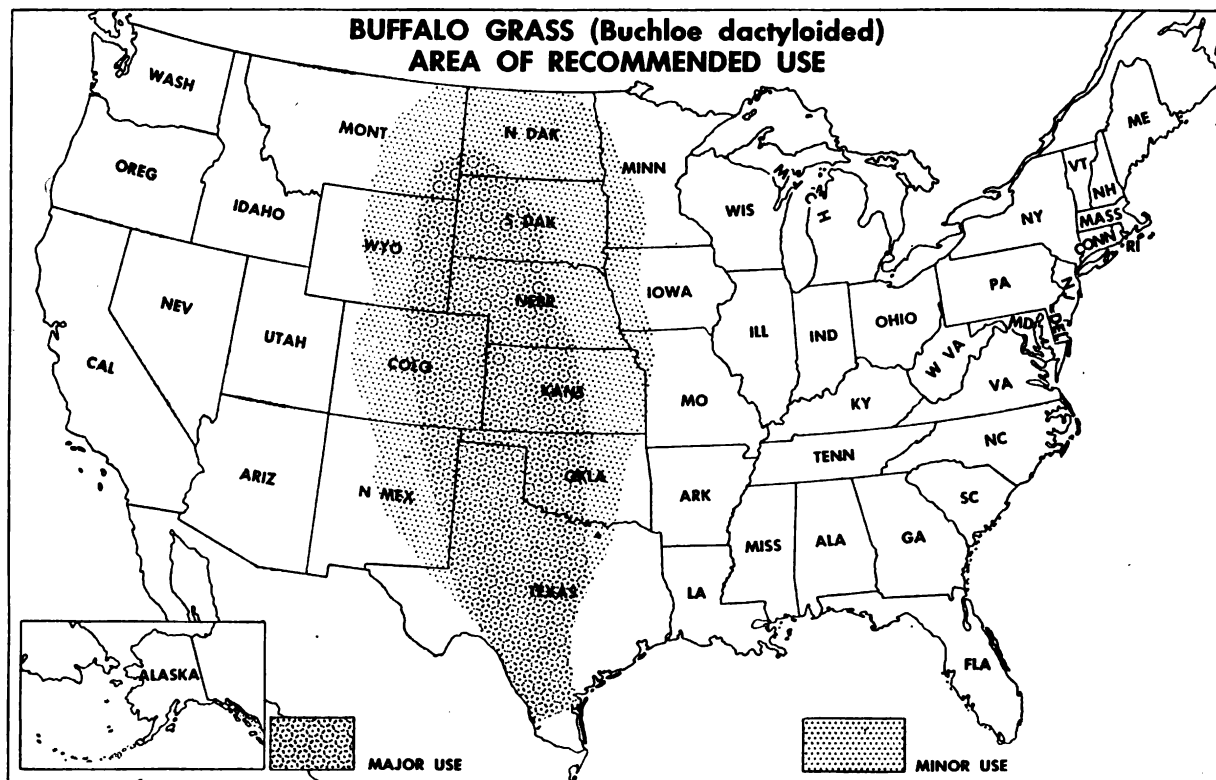 BUFFALO GRASS (Buchloe dactyloided)
AREA OF RECOMMENDED USE
WASH
MONT
N DAK
MINN
ME
OREG
IDAHO
WYO
S DAK
WIS
MICH
VT
NH
NY
MASS
CONN
RI
NEV
UTAH
COLO
NEBR
IOWA
ILL
IND
OHIO
PA
NJ
MD
DEL
CAL
KANS
MO
KY
W VA
VA
ARIZ
N MEX
OKLA
ARK
TENN
NC
SC
TEXAS
LA
MISS
ALA
GA
FLA
ALASKA
MAJOR USE
MINOR USE